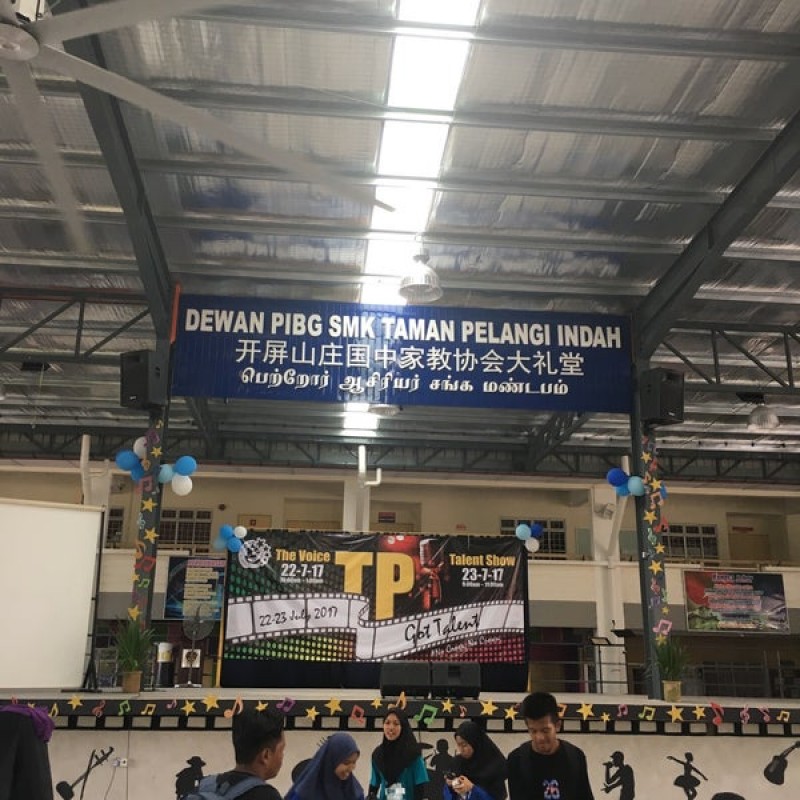 DEWAN PIBG SMK TAMAN PELANGI INDAH
开屏山庄国中家教协会大礼堂
பெற்றோர் ஆசிரியர் சங்க மண்டபம்
The Voice
22-7-17
TP
Talent Show
23-7-17
22-23 July 2017
Got Talent